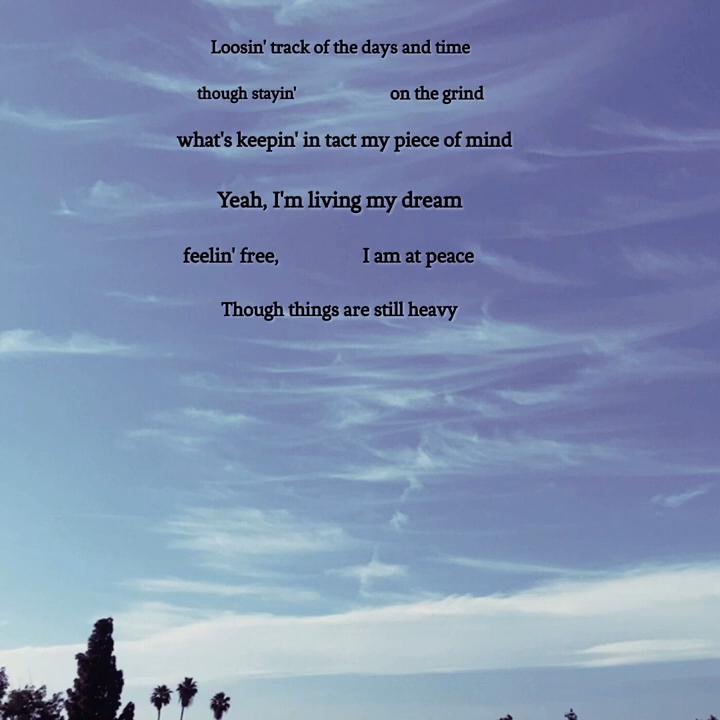 Loosin' track of the days and time
though stayin' on the grind
what's keepin' in tact my piece of mind
Yeah, I'm living my dream
feelin' free, I am at peace
Though things are still heavy